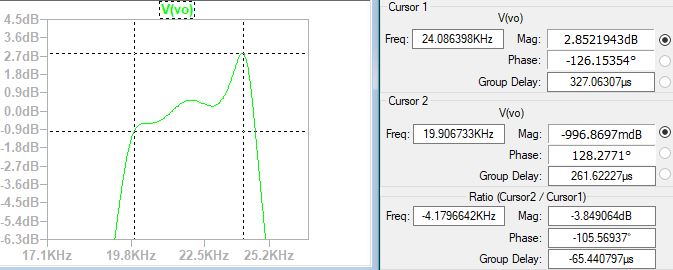 V(vo)
4.5dB
3.6dB
2.7dB
1.8dB
0.9dB
0.0dB
-0.9dB
-1.8dB
-2.7dB
-3.6dB
-4.5dB
-5.4dB
-6.3dB
17.1KHz 19.8KHz 22.5KHz 25.2KHz
Cursor 1
V(vo)
Freq: 24.086398KHz Mag: 2.8521943dB
Phase: -126.15354°
Group Delay: 327.06307µs
Cursor 2
V(vo)
Freq: 19.906733KHz Mag: -996.8697mdB
Phase: 128.2771°
Group Delay: 261.62227µs
Ratio (Cursor2 / Cursor1)
Freq: -4.1796642KHz Mag: -3.849064dB
Phase: -105.56937°
Group Delay: -65.440797µs